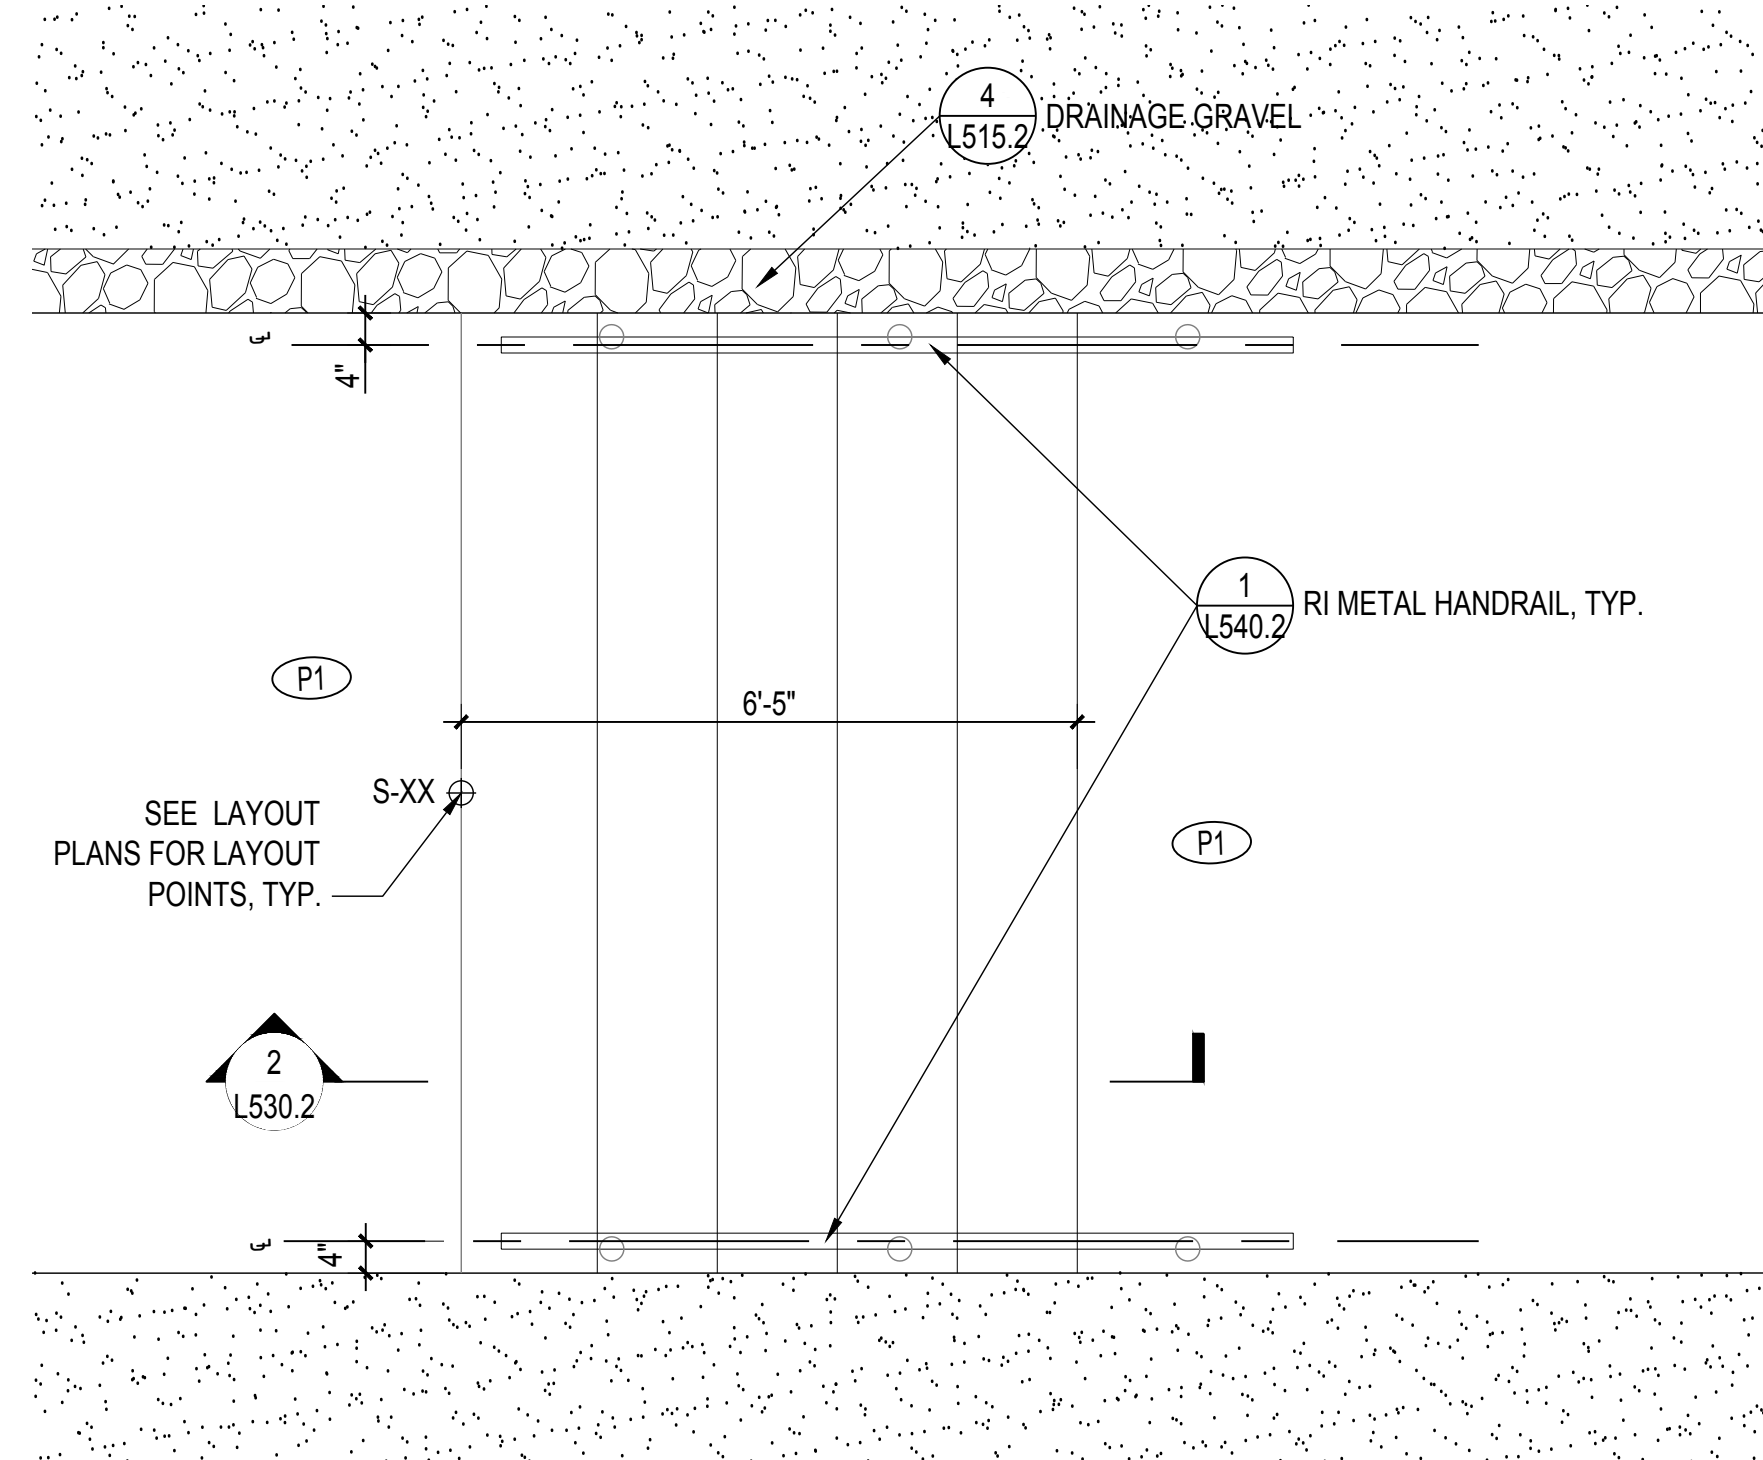 4
L515.2
DRAINAGE GRAVEL
4"
1
L540.2
RI METAL HANDRAIL, TYP.
P1
6'-5"
S-XX
SEE LAYOUT
PLANS FOR LAYOUT
POINTS, TYP.
P1
2
L530.2
4"